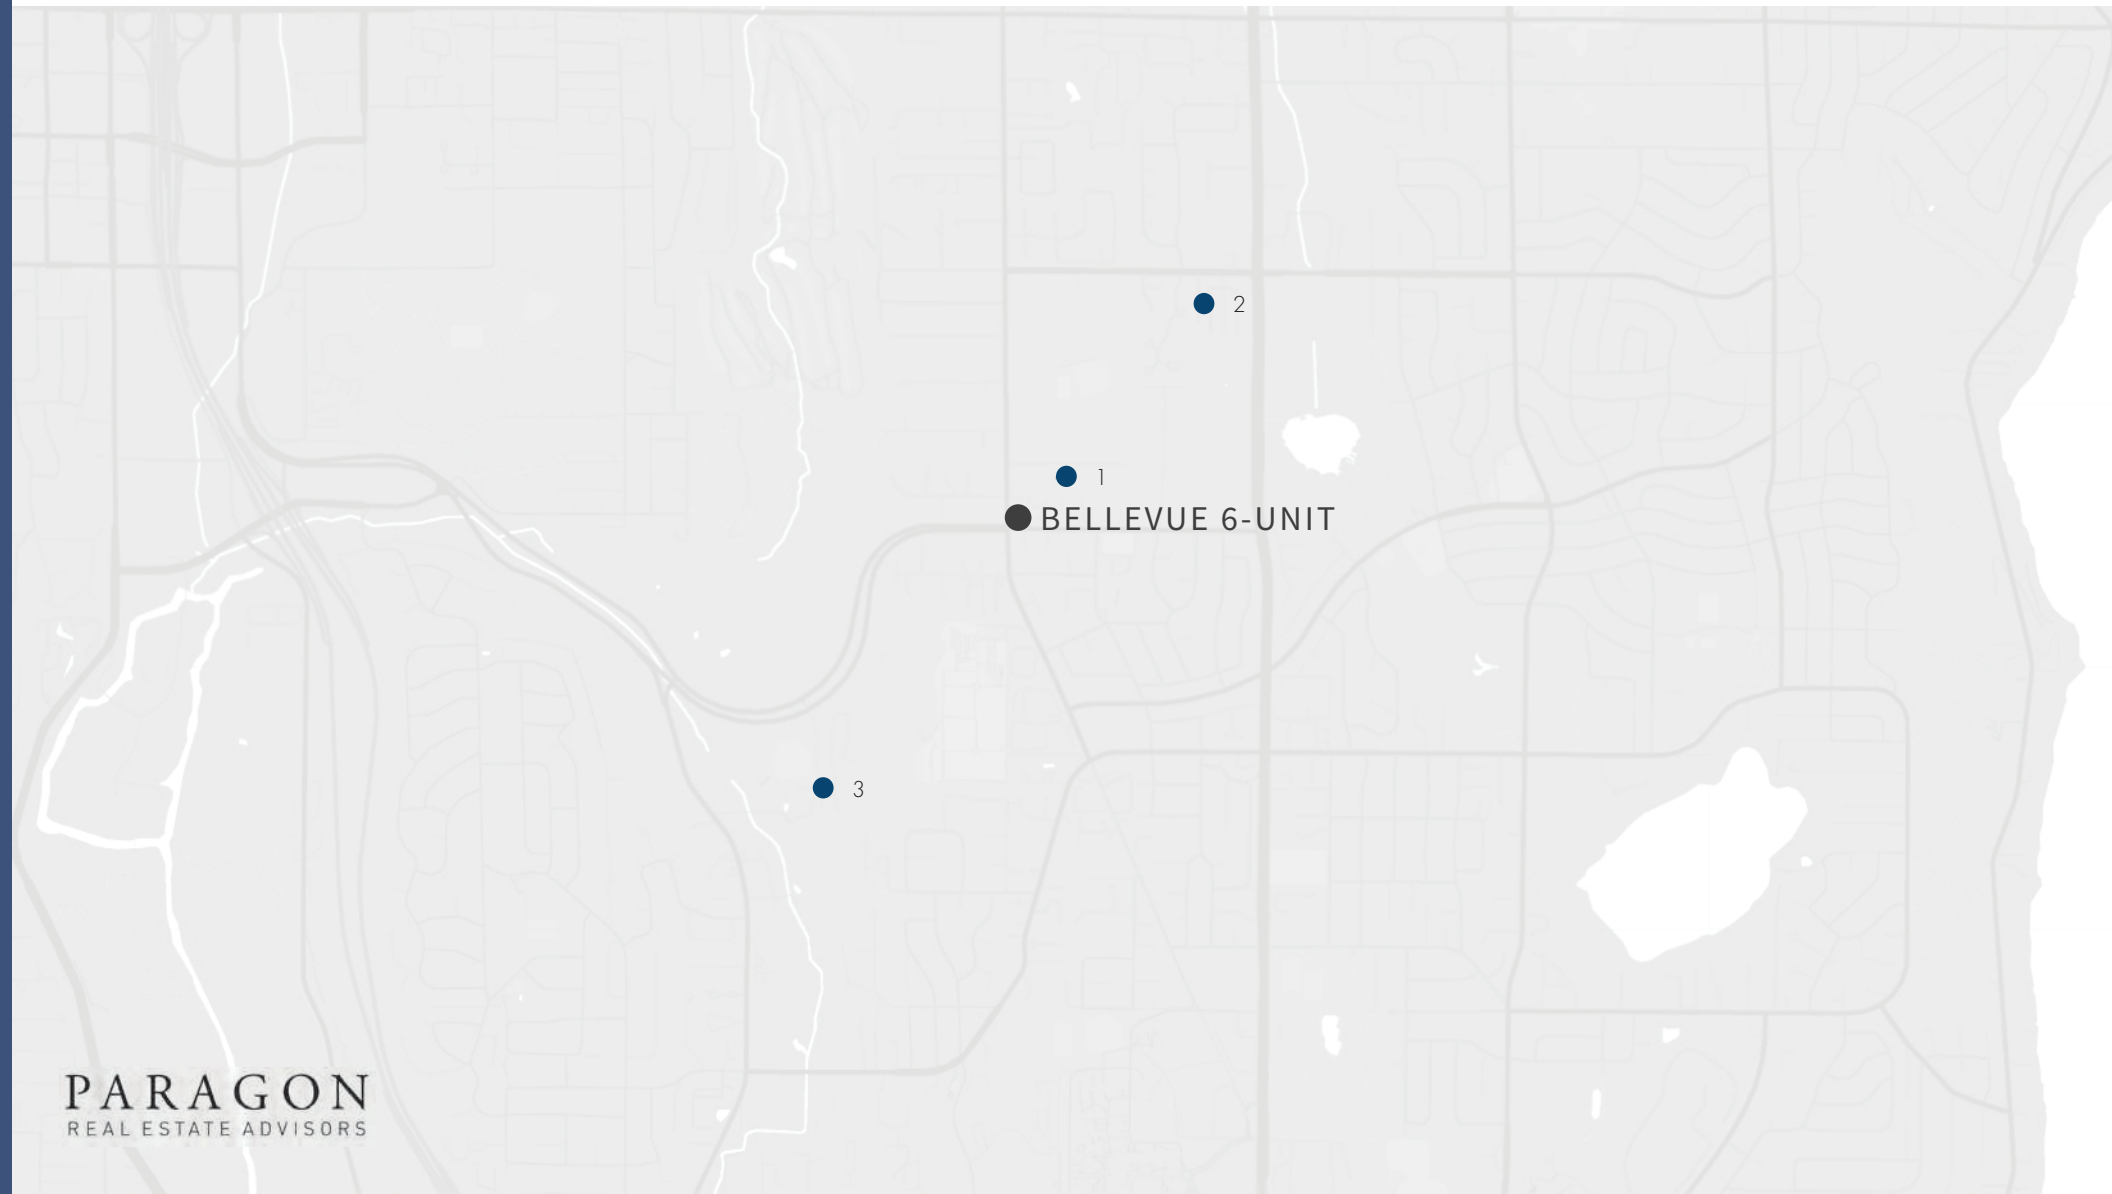 2
1
BELLEVUE 6-UNIT
3
PARAGON
REAL ESTATE ADVISORS